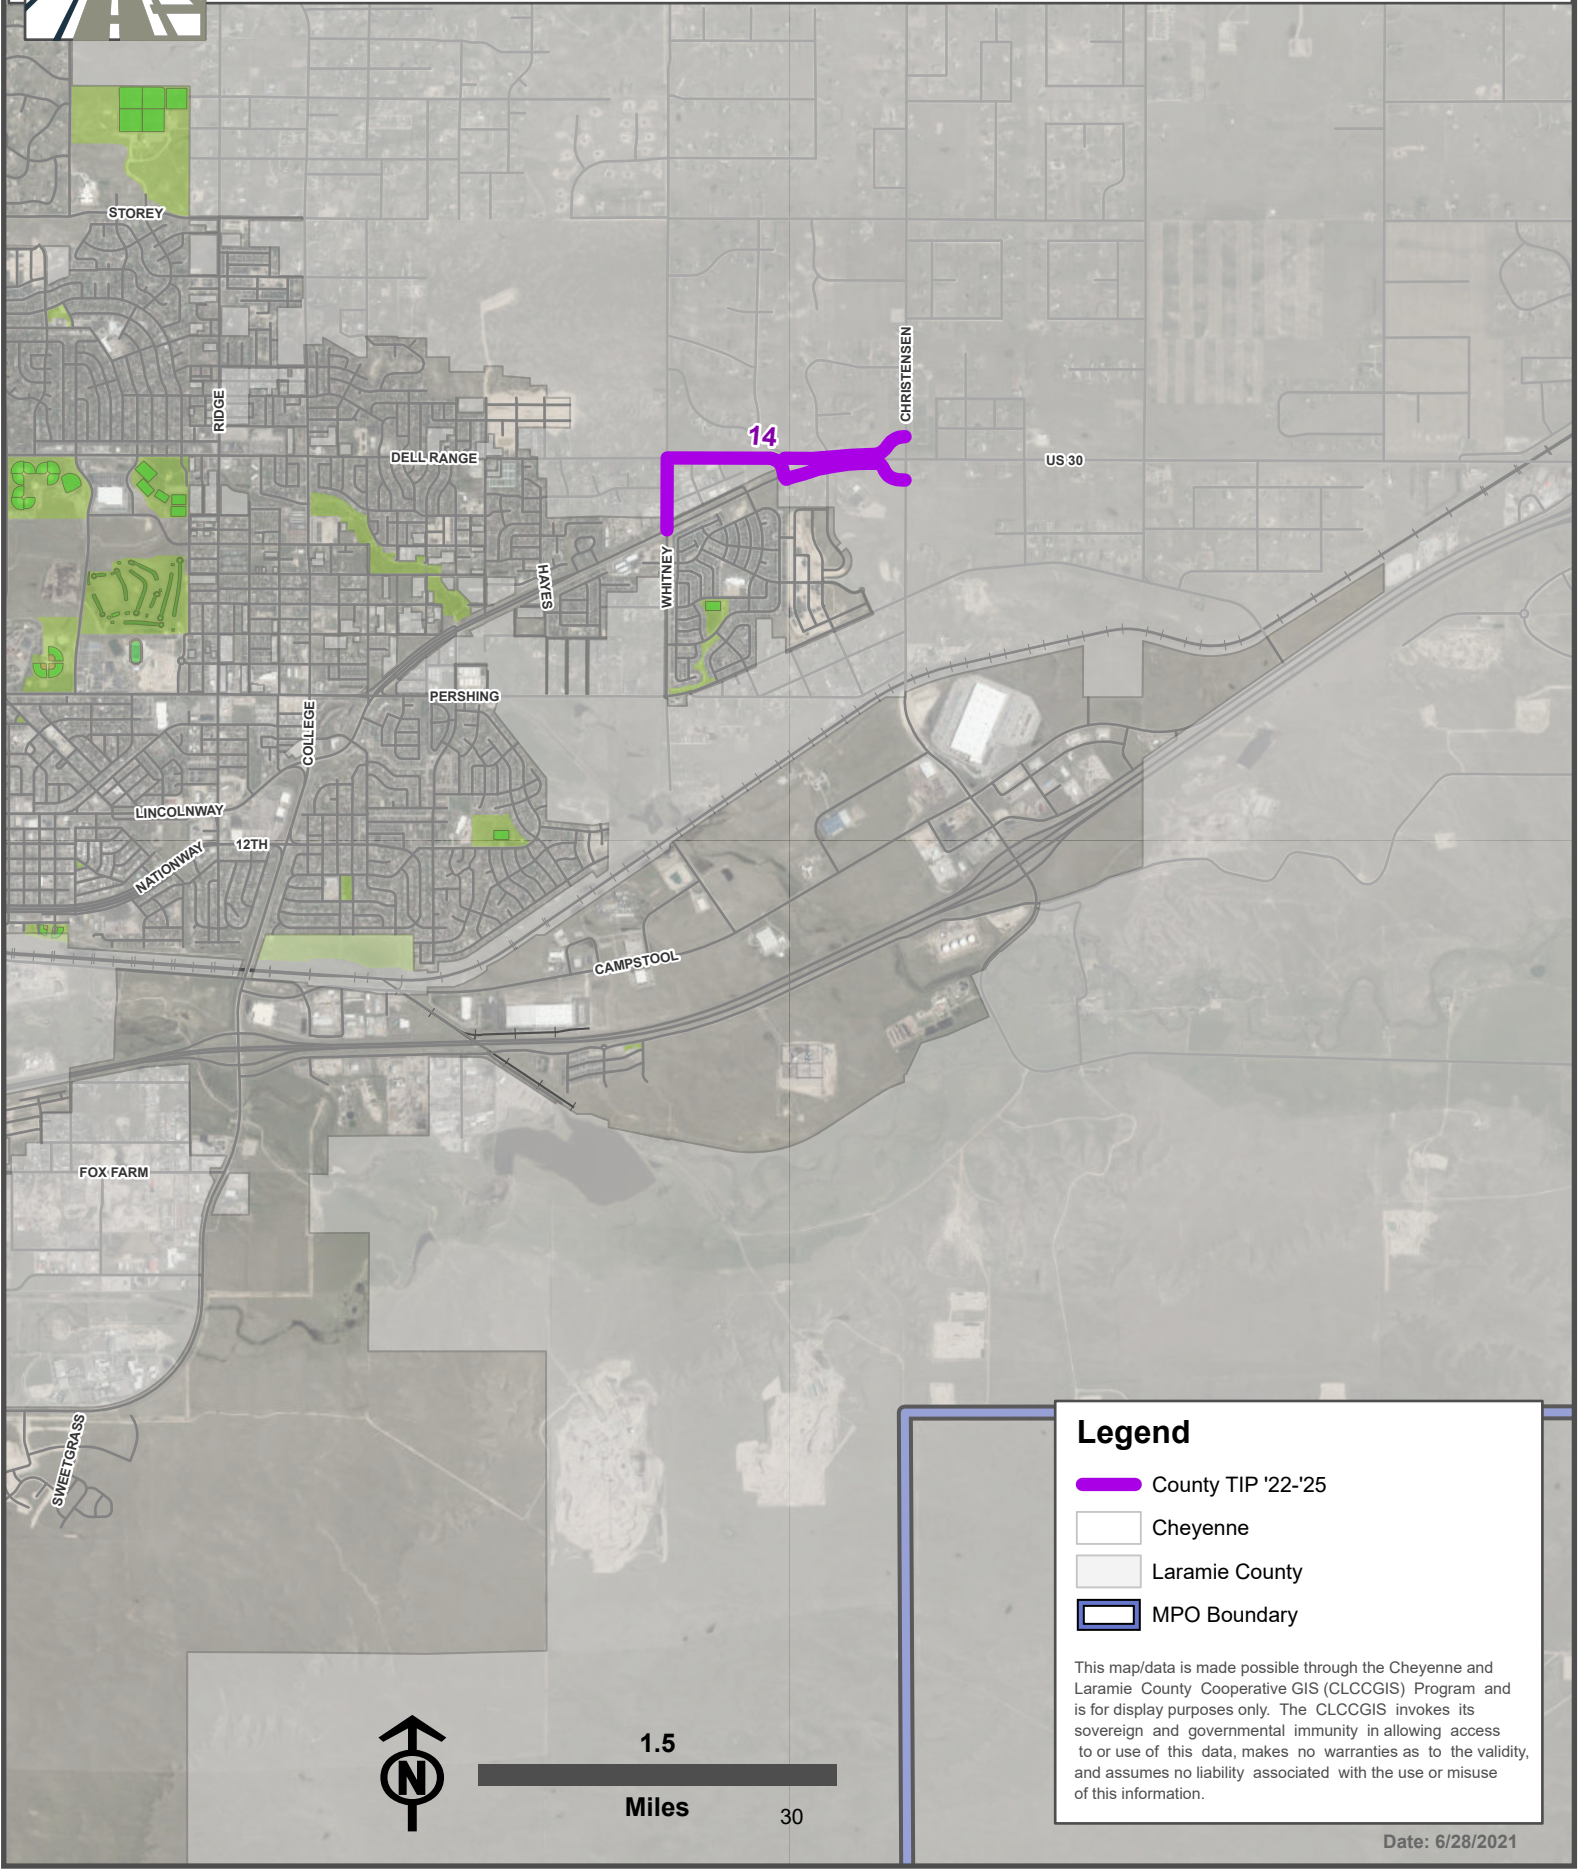 STOREY
CHRISTENSEN
RIDGE
14
DELL RANGE
US 30
HAYES
WHITNEY
PERSHING
COLLEGE
LINCOLNWAY
12TH
NATIONWAY
CAMPSTOOL
FOX FARM
SWEETGRASS
Legend
County TIP '22-'25
Cheyenne
Laramie County
MPO Boundary
This map/data is made possible through the Cheyenne and
Laramie County Cooperative GIS (CLCCGIS) Program and
is for display purposes only. The CLCCGIS invokes its
sovereign and governmental immunity in allowing access
to or use of this data, makes no warranties as to the validity,
and assumes no liability associated with the use or misuse
of this information.
N
1.5
Miles
30
Date: 6/28/2021